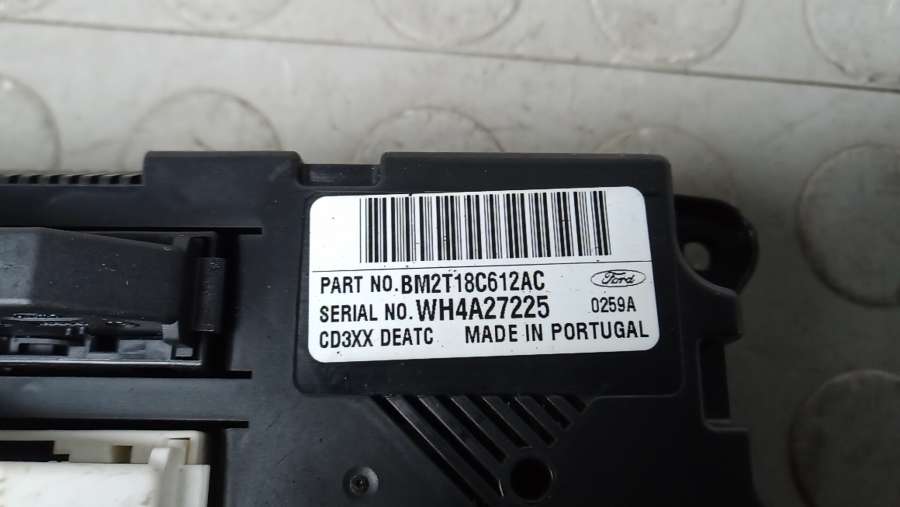 PART NO.BM2T18C612AC Ford
SERIAL NO.WH4A27225 0259A
CD3XX DEATC MADE IN PORTUGAL